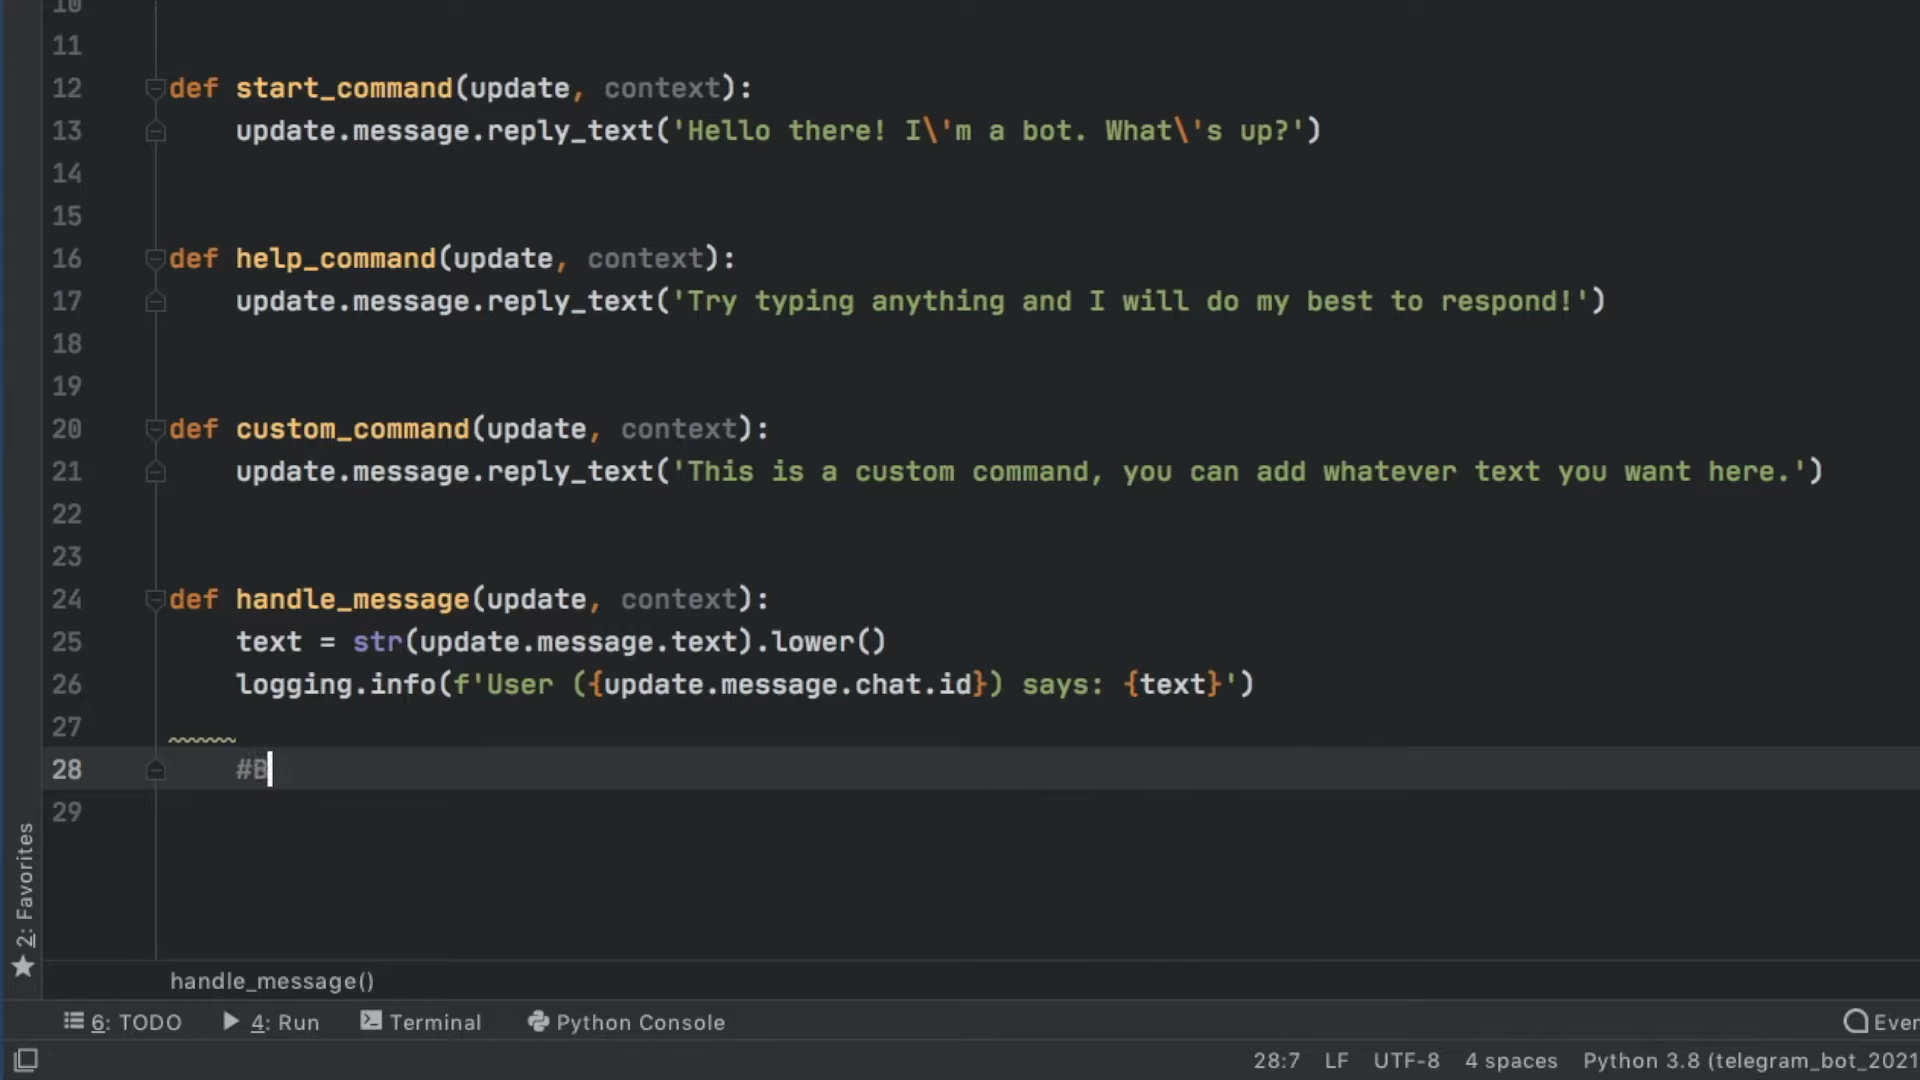 10
11
12 def start_command(update, context):
13 update.message.reply_text('Hello there! I\'m a bot. What\'s up?')
14
15
16 def help_command(update, context):
17 update.message.reply_text('Try typing anything and I will do my best to respond!')
18
19
20 def custom_command(update, context):
21 update.message.reply_text('This is a custom command, you can add whatever text you want here.')
22
23
24 def handle_message(update, context):
25 text = str(update.message.text).lower()
26 logging.info(f'User ({update.message.chat.id}) says: {text}')
27
28 #B
29
2: Favorites
handle_message()
6: TODO 4: Run Terminal Python Console Even
28:7 LF UTF-8 4 spaces Python 3.8 (telegram_bot_2021